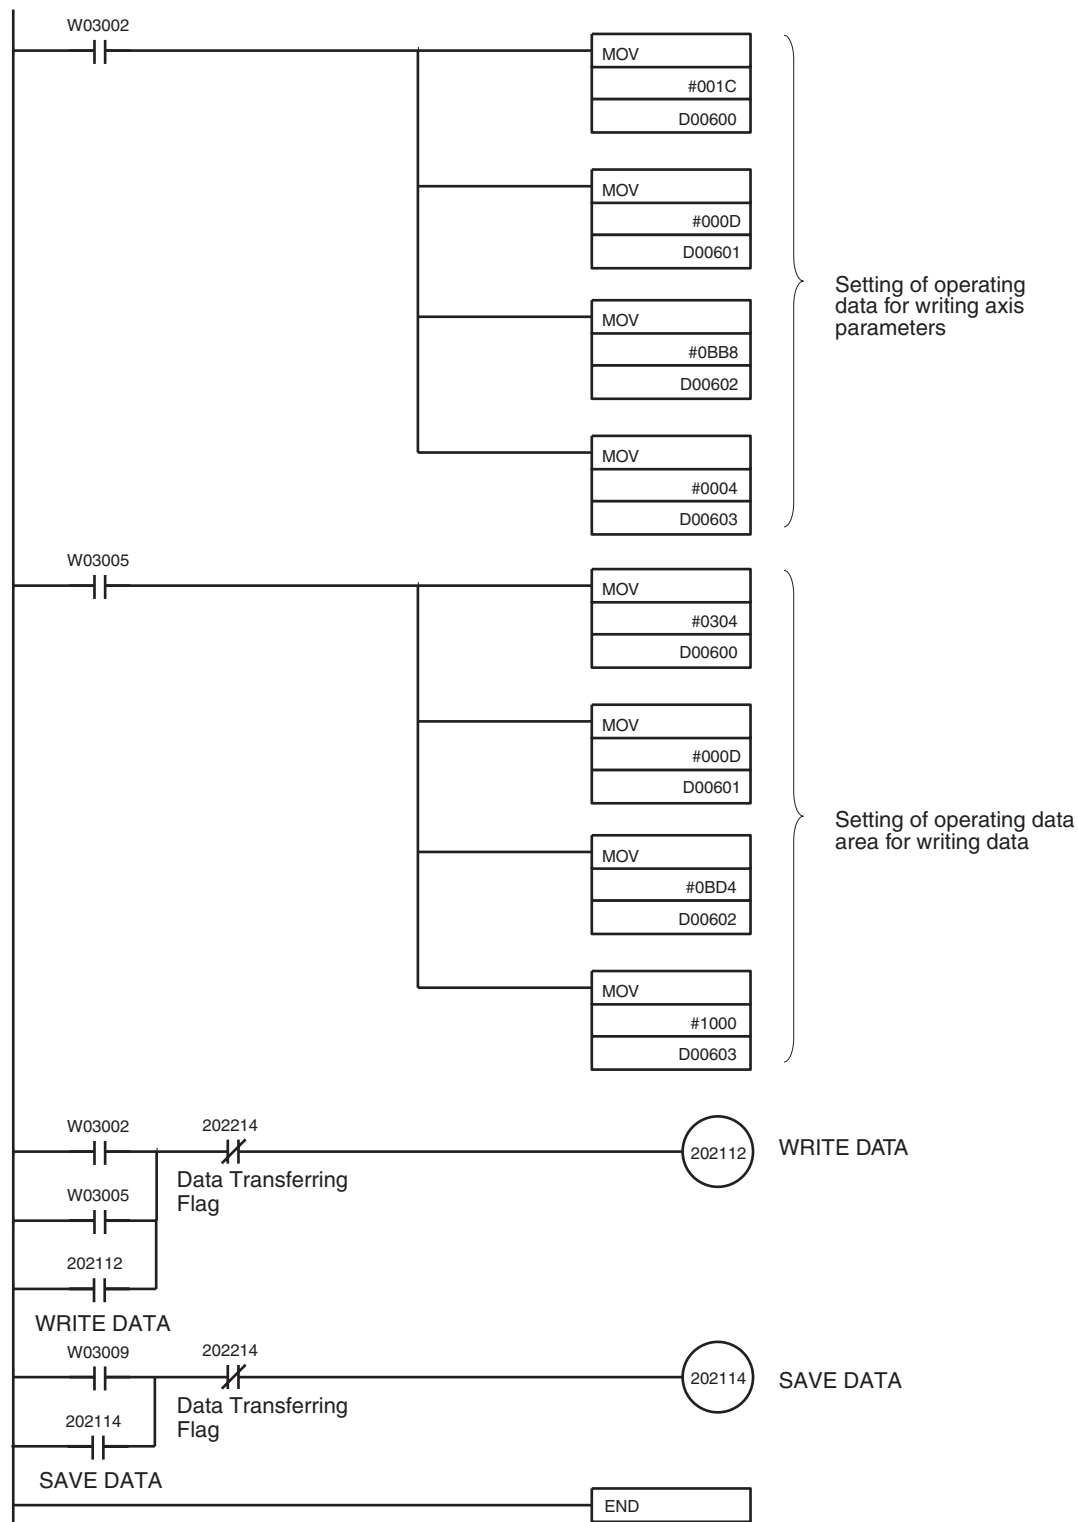 W03002
MOV
#001C
D00600
MOV
#000D
D00601
MOV
#0BB8
D00602
MOV
#0004
D00603
Setting of operating
data for writing axis
parameters
W03005
MOV
#0304
D00600
MOV
#000D
D00601
MOV
#0BD4
D00602
MOV
#1000
D00603
Setting of operating data
area for writing data
W03002
202214
202112
WRITE DATA
Data Transferring
Flag
W03005
202112
WRITE DATA
W03009
202214
202114
SAVE DATA
Data Transferring
Flag
202114
SAVE DATA
END